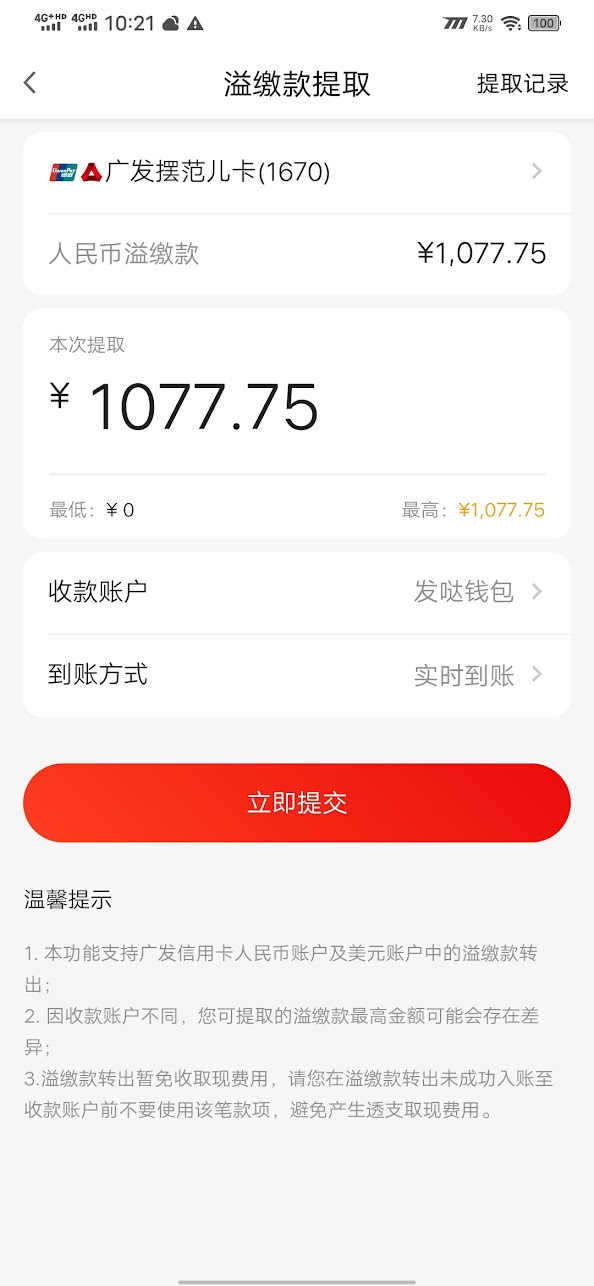 4G+HD 4GHD 10:21 7.30 KB/s 100
溢缴款提取 提取记录
UnionPay 银联 广发摆范儿卡(1670)
人民币溢缴款 ¥1,077.75
本次提取
¥ 1077.75
最低: ¥ 0 最高: ¥1,077.75
收款账户 发哒钱包
到账方式 实时到账
立即提交
温馨提示
1. 本功能支持广发信用卡人民币账户及美元账户中的溢缴款转
出;
2. 因收款账户不同，您可提取的溢缴款最高金额可能会存在差
异;
3.溢缴款转出暂免收取现费用，请您在溢缴款转出未成功入账至
收款账户前不要使用该笔款项，避免产生透支取现费用。